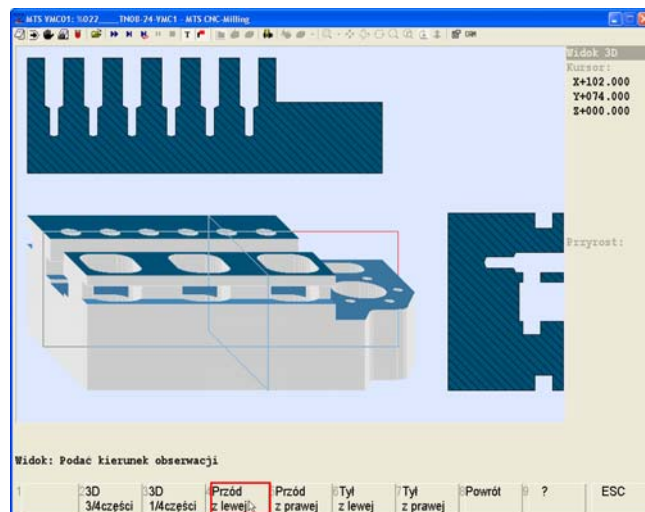 MTS VMC01: %022____TN08-24-VMC1 - MTS CNC-Milling
Widok 3D
Kursor:
X+102.000
Y+074.000
Z+000.000
Przyrost:
Widok: Podać kierunek obserwacji
1
2 3D 3/4części
3 3D 1/4części
4 Przód z lewej
5 Przód z prawej
6 Tył z lewej
7 Tył z prawej
8 Powrót
9 ?
ESC